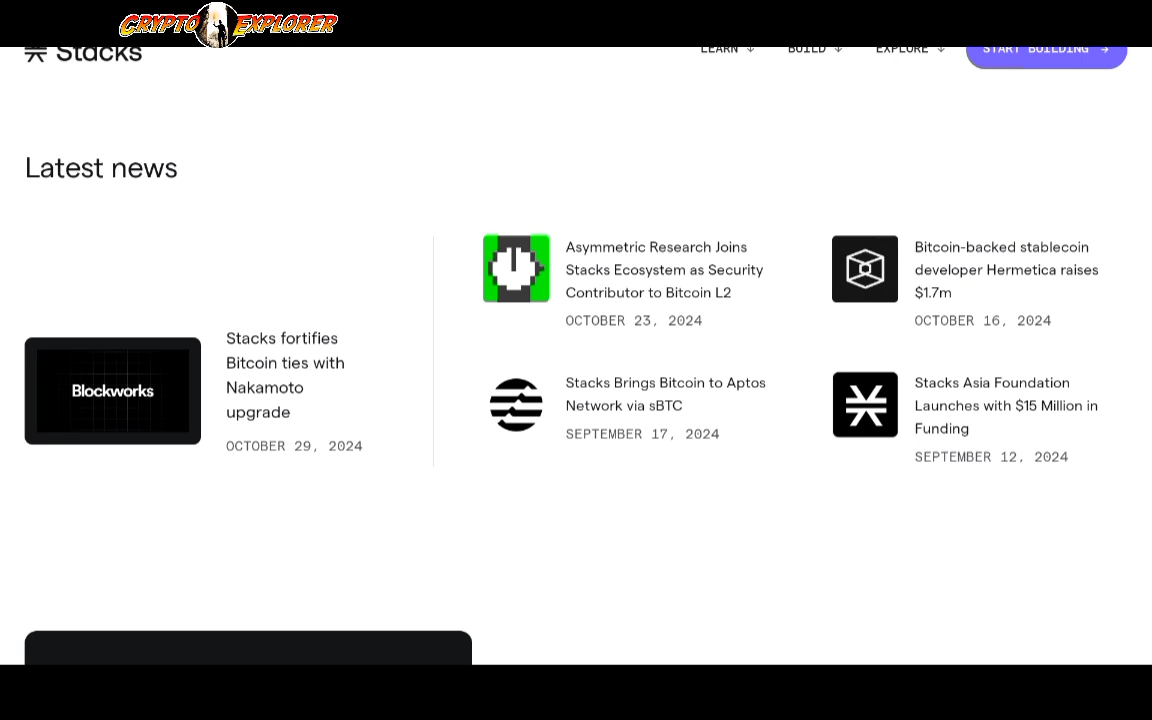 CRYPTO EXPLORER
Stacks
LEARN ↓ BUILD ↓ EXPLORE ↓ START BUILDING →
Latest news
Blockworks
Stacks fortifies
Bitcoin ties with
Nakamoto
upgrade
OCTOBER 29, 2024
Asymmetric Research Joins
Stacks Ecosystem as Security
Contributor to Bitcoin L2
OCTOBER 23, 2024
Bitcoin-backed stablecoin
developer Hermetica raises
$1.7m
OCTOBER 16, 2024
Stacks Brings Bitcoin to Aptos
Network via sBTC
SEPTEMBER 17, 2024
Stacks Asia Foundation
Launches with $15 Million in
Funding
SEPTEMBER 12, 2024